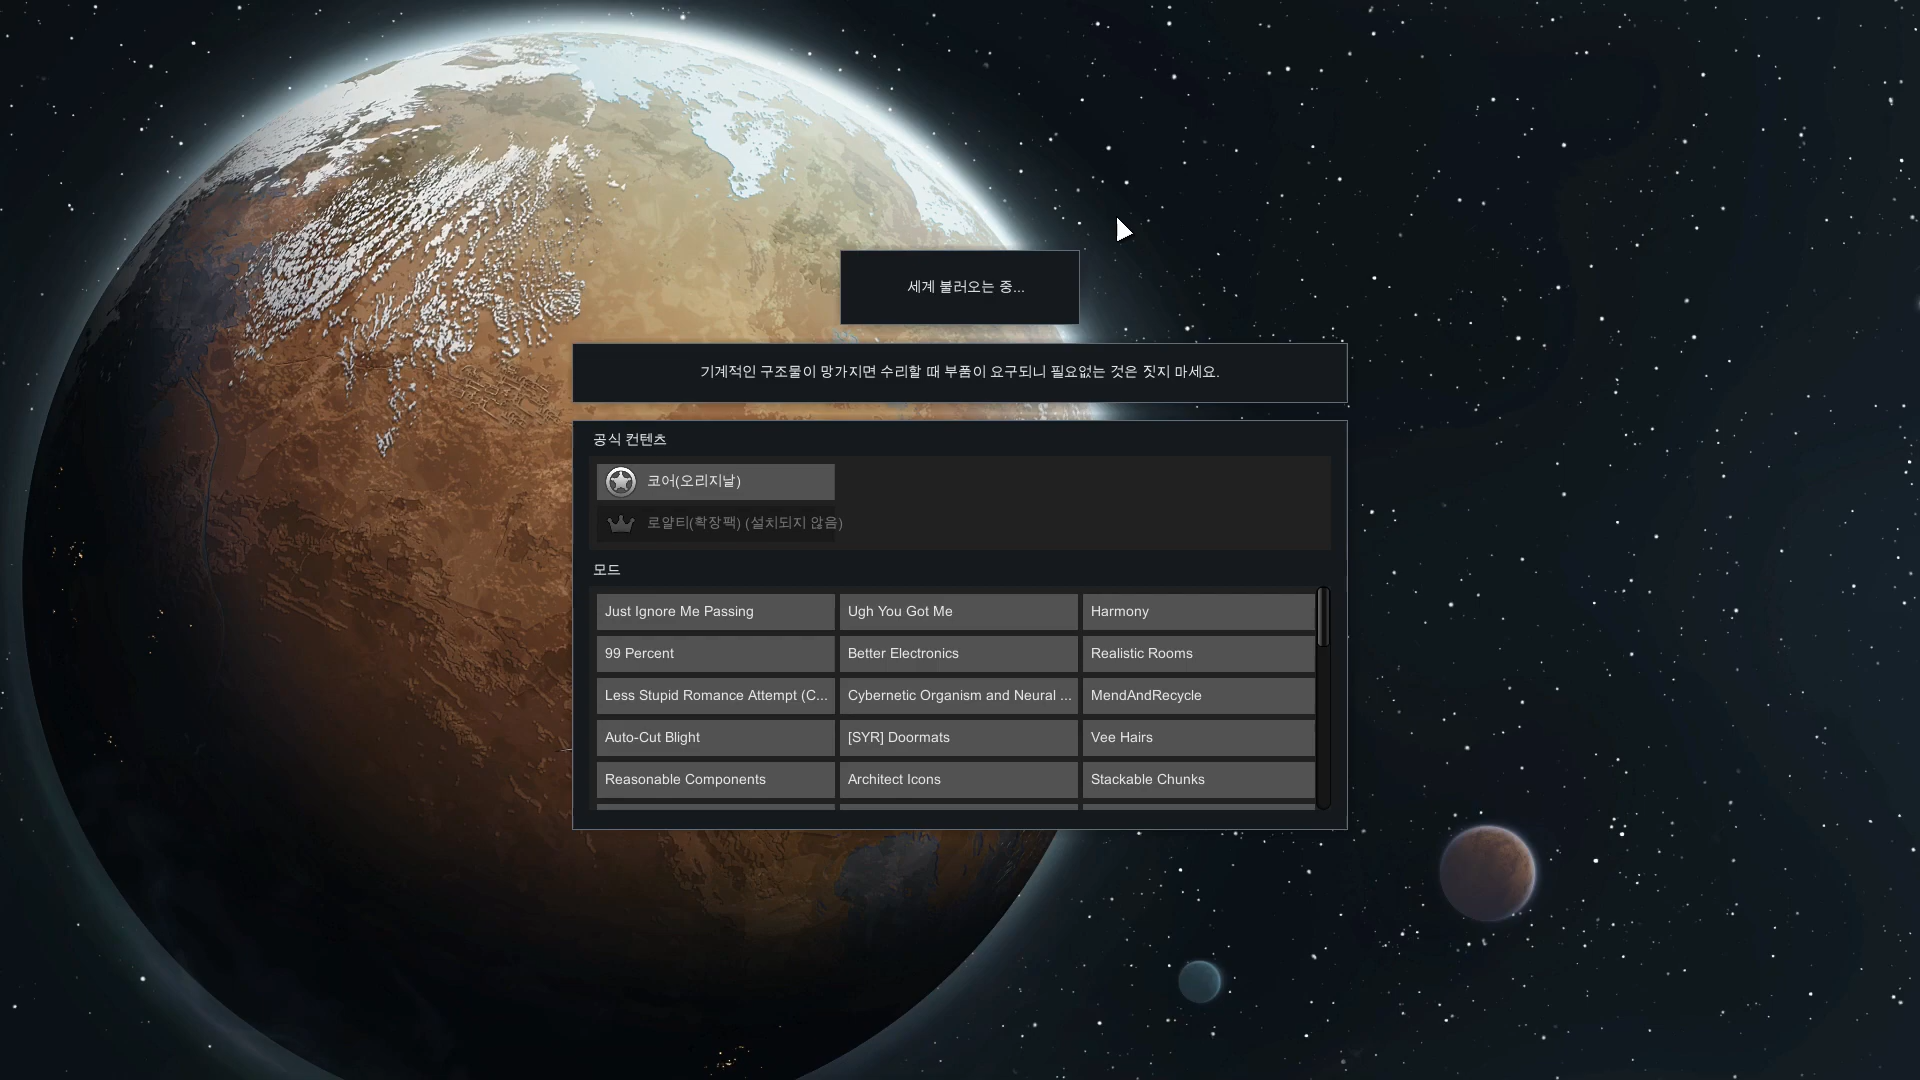 세계 불러오는 중...
기계적인 구조물이 망가지면 수리할 때 부품이 요구되니 필요없는 것은 짓지 마세요.
공식 컨텐츠
코어(오리지날)
로얄티(확장팩) (설치되지 않음)
모드
Just Ignore Me Passing
Ugh You Got Me
Harmony
99 Percent
Better Electronics
Realistic Rooms
Less Stupid Romance Attempt (C...
Cybernetic Organism and Neural ...
MendAndRecycle
Auto-Cut Blight
[SYR] Doormats
Vee Hairs
Reasonable Components
Architect Icons
Stackable Chunks